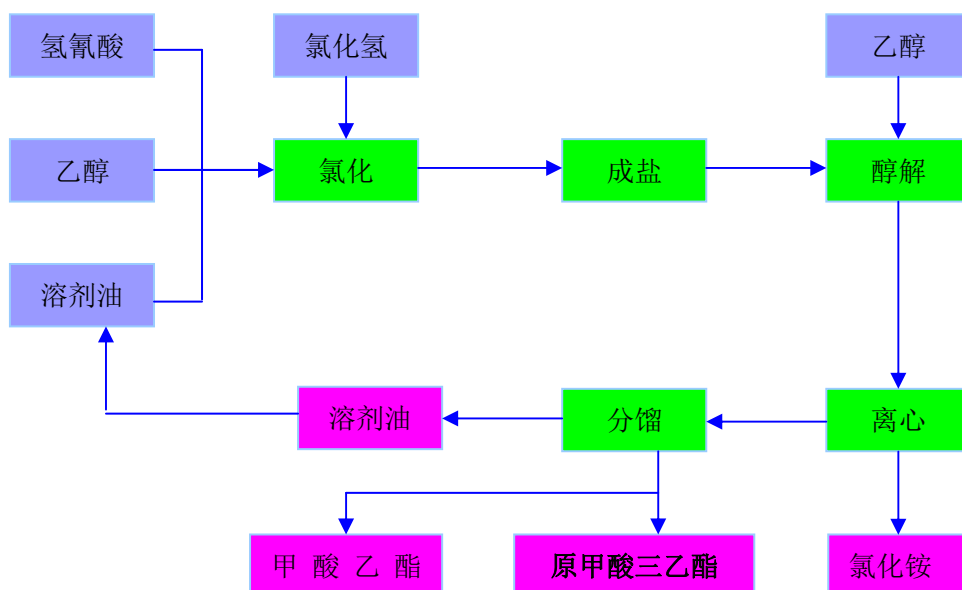 氢氰酸
氯化氢
乙醇
乙醇
氯化
成盐
醇解
溶剂油
溶剂油
分馏
离心
甲 酸 乙 酯
原甲酸三乙酯
氯化铵